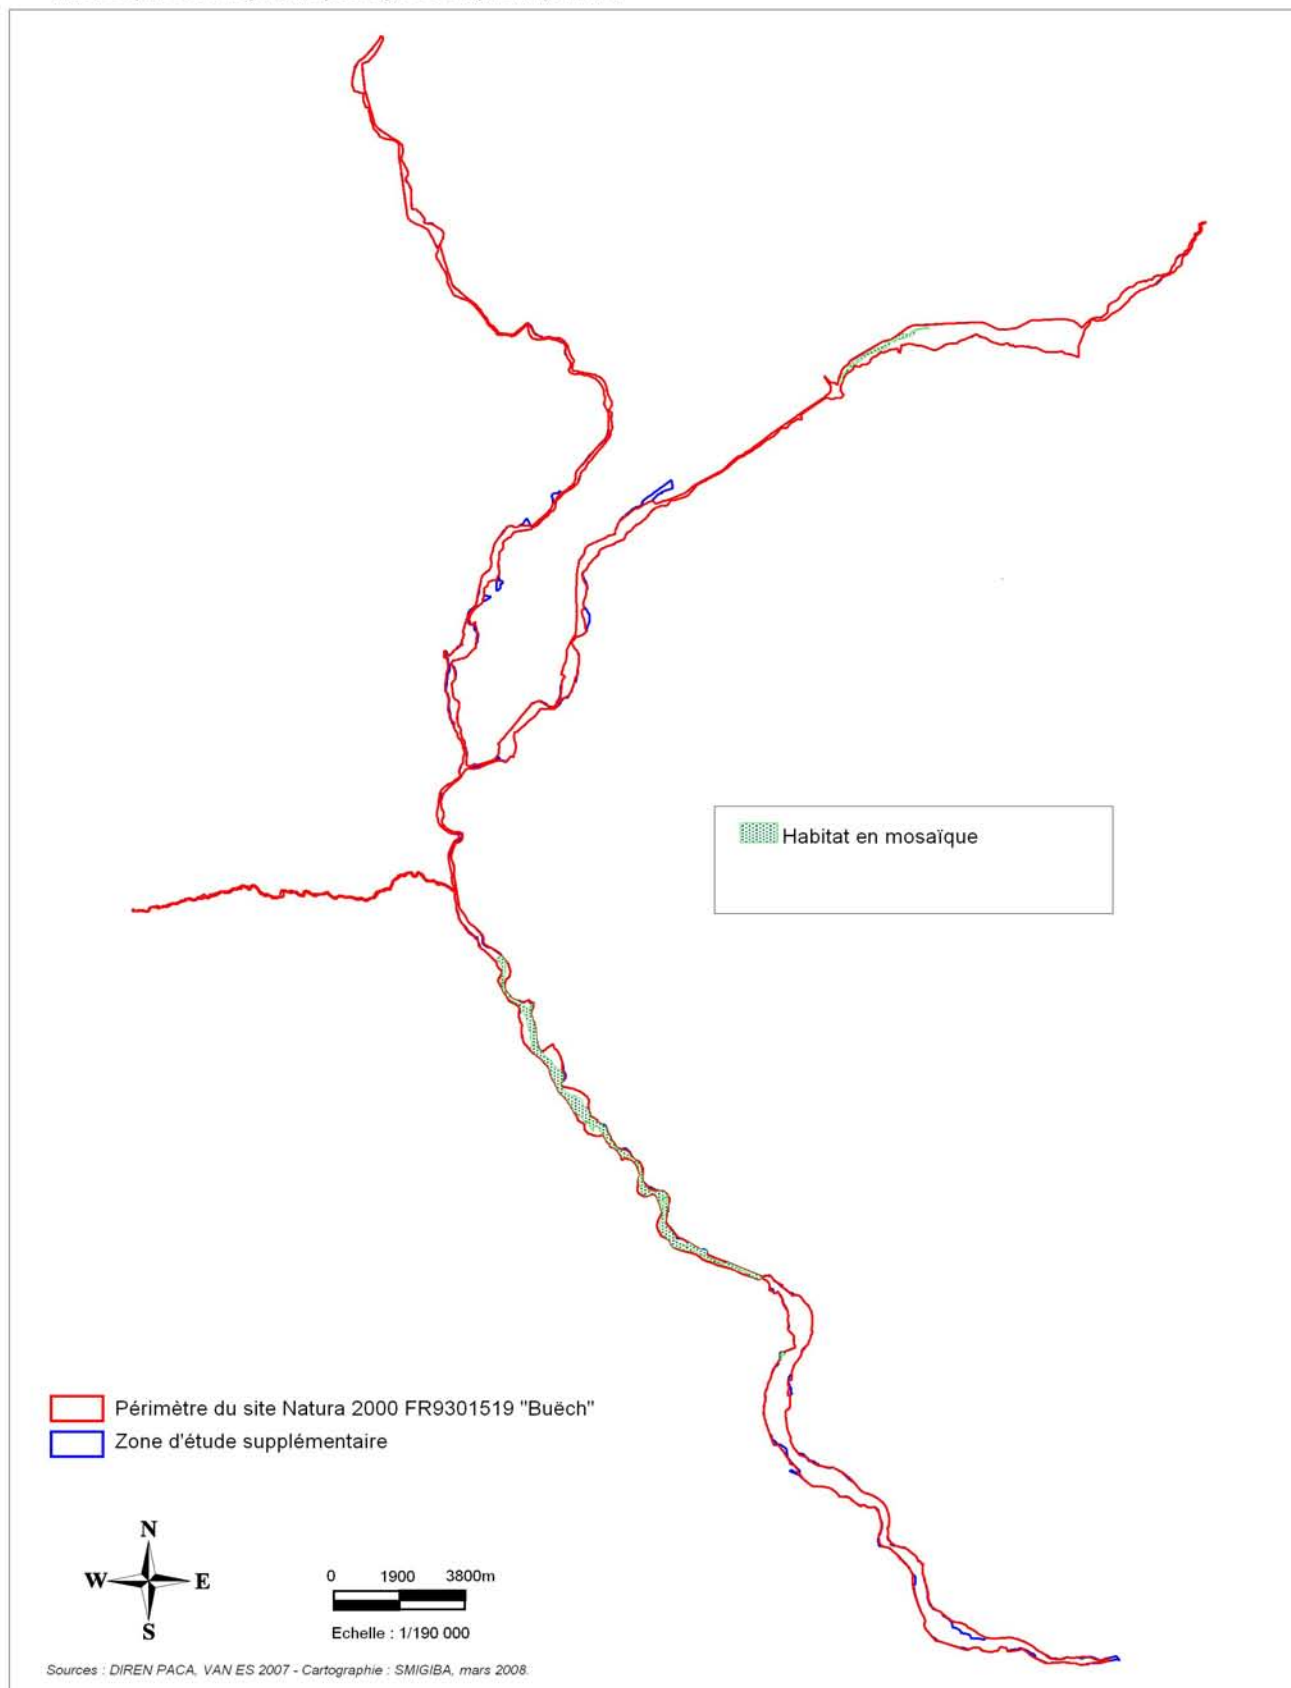 Habitat en mosaïque
Périmètre du site Natura 2000 FR9301519 "Buëch"
Zone d'étude supplémentaire
N
W E
S
0 1900 3800m
Echelle : 1/190 000
Sources : DIREN PACA, VAN ES 2007 - Cartographie : SMIGIBA, mars 2008.